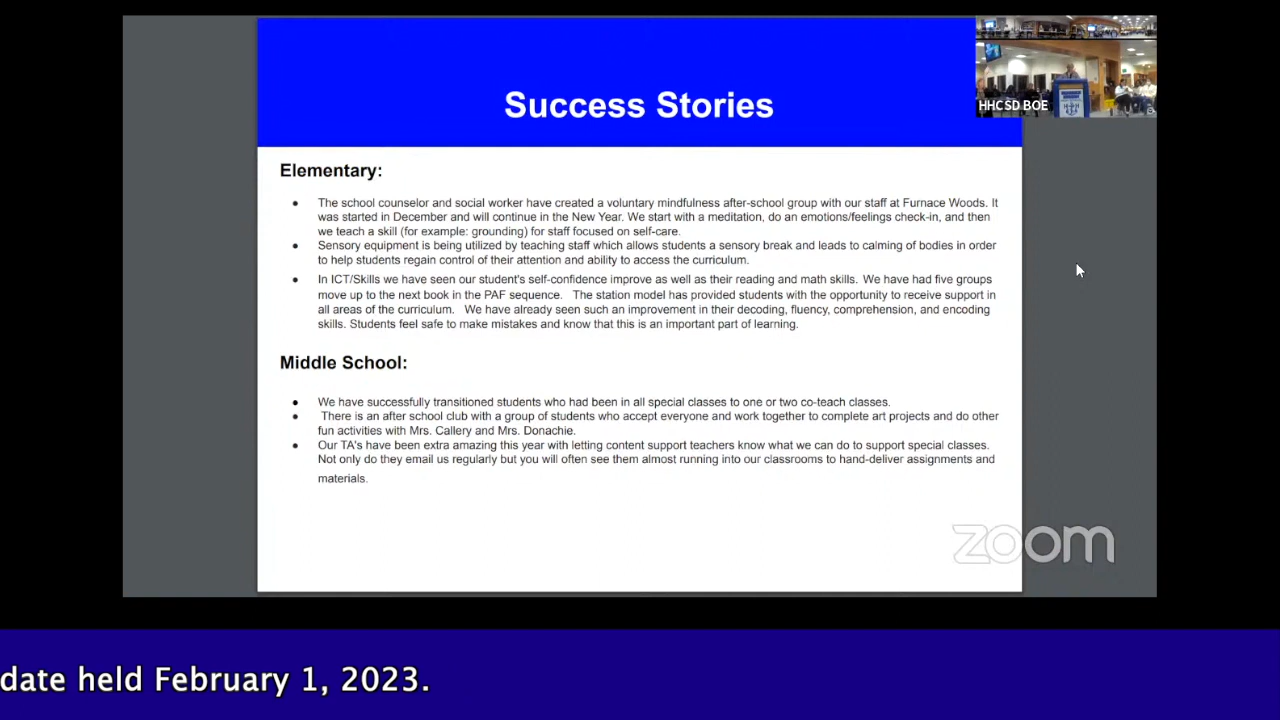 Success Stories
HHCSD BOE
Elementary:
● The school counselor and social worker have created a voluntary mindfulness after-school group with our staff at Furnace Woods. It
was started in December and will continue in the New Year. We start with a meditation, do an emotions/feelings check-in, and then
we teach a skill (for example: grounding) for staff focused on self-care.
● Sensory equipment is being utilized by teaching staff which allows students a sensory break and leads to calming of bodies in order
to help students regain control of their attention and ability to access the curriculum.
● In ICT/Skills we have seen our student's self-confidence improve as well as their reading and math skills. We have had five groups
move up to the next book in the PAF sequence. The station model has provided students with the opportunity to receive support in
all areas of the curriculum. We have already seen such an improvement in their decoding, fluency, comprehension, and encoding
skills. Students feel safe to make mistakes and know that this is an important part of learning.
Middle School:
● We have successfully transitioned students who had been in all special classes to one or two co-teach classes.
● There is an after school club with a group of students who accept everyone and work together to complete art projects and do other
fun activities with Mrs. Callery and Mrs. Donachie.
● Our TA's have been extra amazing this year with letting content support teachers know what we can do to support special classes.
Not only do they email us regularly but you will often see them almost running into our classrooms to hand-deliver assignments and
materials.
zoom
date held February 1, 2023.